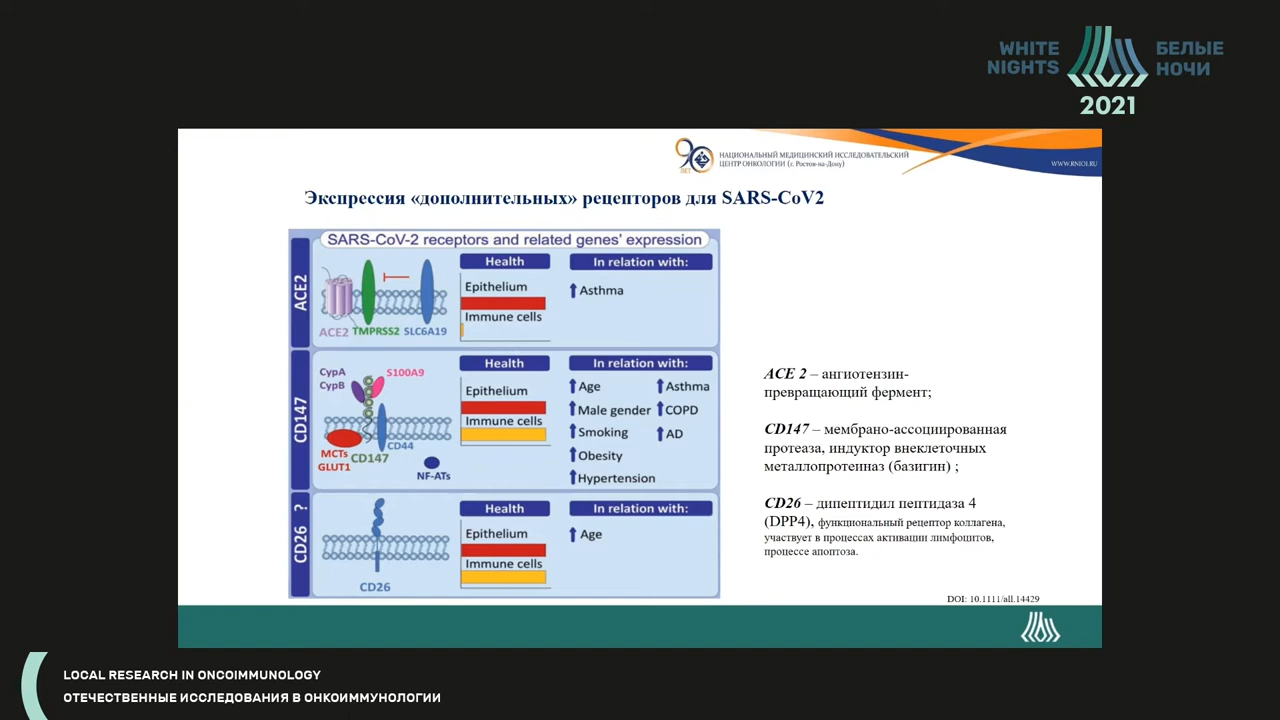 WHITE
NIGHTS
БЕЛЫЕ
НОЧИ
2021
90
ЛЕТ
НАЦИОНАЛЬНЫЙ МЕДИЦИНСКИЙ ИССЛЕДОВАТЕЛЬСКИЙ
ЦЕНТР ОНКОЛОГИИ (г. Ростов-на-Дону)
WWW.RNIOI.RU
Экспрессия «дополнительных» рецепторов для SARS-CoV2
SARS-CoV-2 receptors and related genes' expression
ACE2
ACE2 TMPRSS2 SLC6A19
Health
Epithelium
Immune cells
In relation with:
Asthma
CD147
CypA
CypB
S100A9
CD44
MCTs
GLUT1
CD147
NF-ATs
Health
Epithelium
Immune cells
In relation with:
Age
Male gender
Smoking
Obesity
Hypertension
Asthma
COPD
AD
CD26 ?
CD26
Health
Epithelium
Immune cells
In relation with:
Age
ACE 2 – ангиотензин-
превращающий фермент;
CD147 – мембрано-ассоциированная
протеаза, индуктор внеклеточных
металлопротеиназ (базигин) ;
CD26 – дипептидил пептидаза 4
(DPP4), функциональный рецептор коллагена,
участвует в процессах активации лимфоцитов,
процессе апоптоза.
DOI: 10.1111/all.14429
LOCAL RESEARCH IN ONCOIMMUNOLOGY
ОТЕЧЕСТВЕННЫЕ ИССЛЕДОВАНИЯ В ОНКОИММУНОЛОГИИ